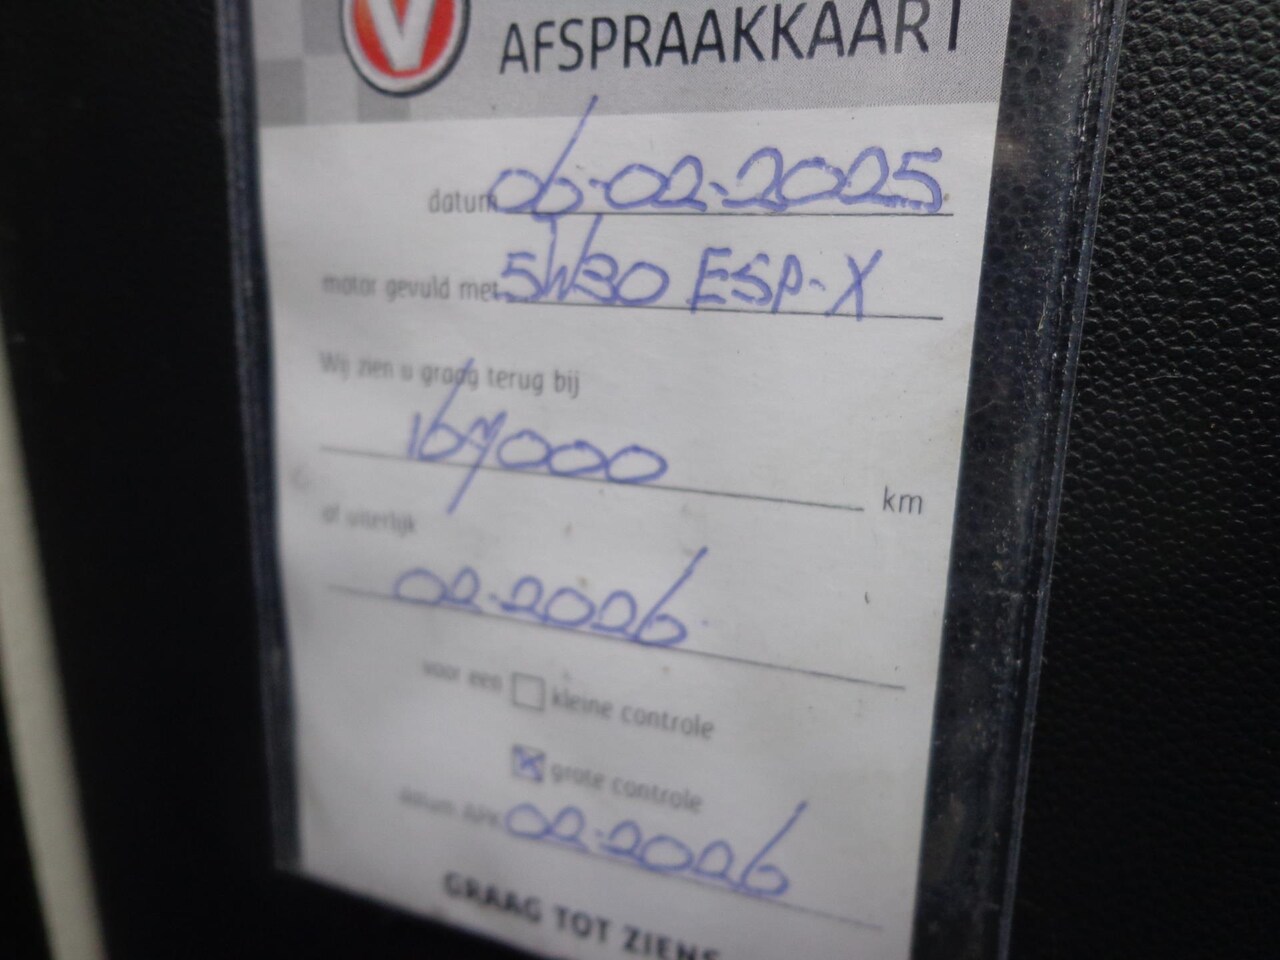 V
AFSPRAAKKAART
datum 06-02-2025
motor gevuld met 5W30 ESP-X
Wij zien u graag terug bij
167000 km
of uiterlijk
02-2026
voor een kleine controle
grote controle
datum APK 02-2026
GRAAG TOT ZIENS